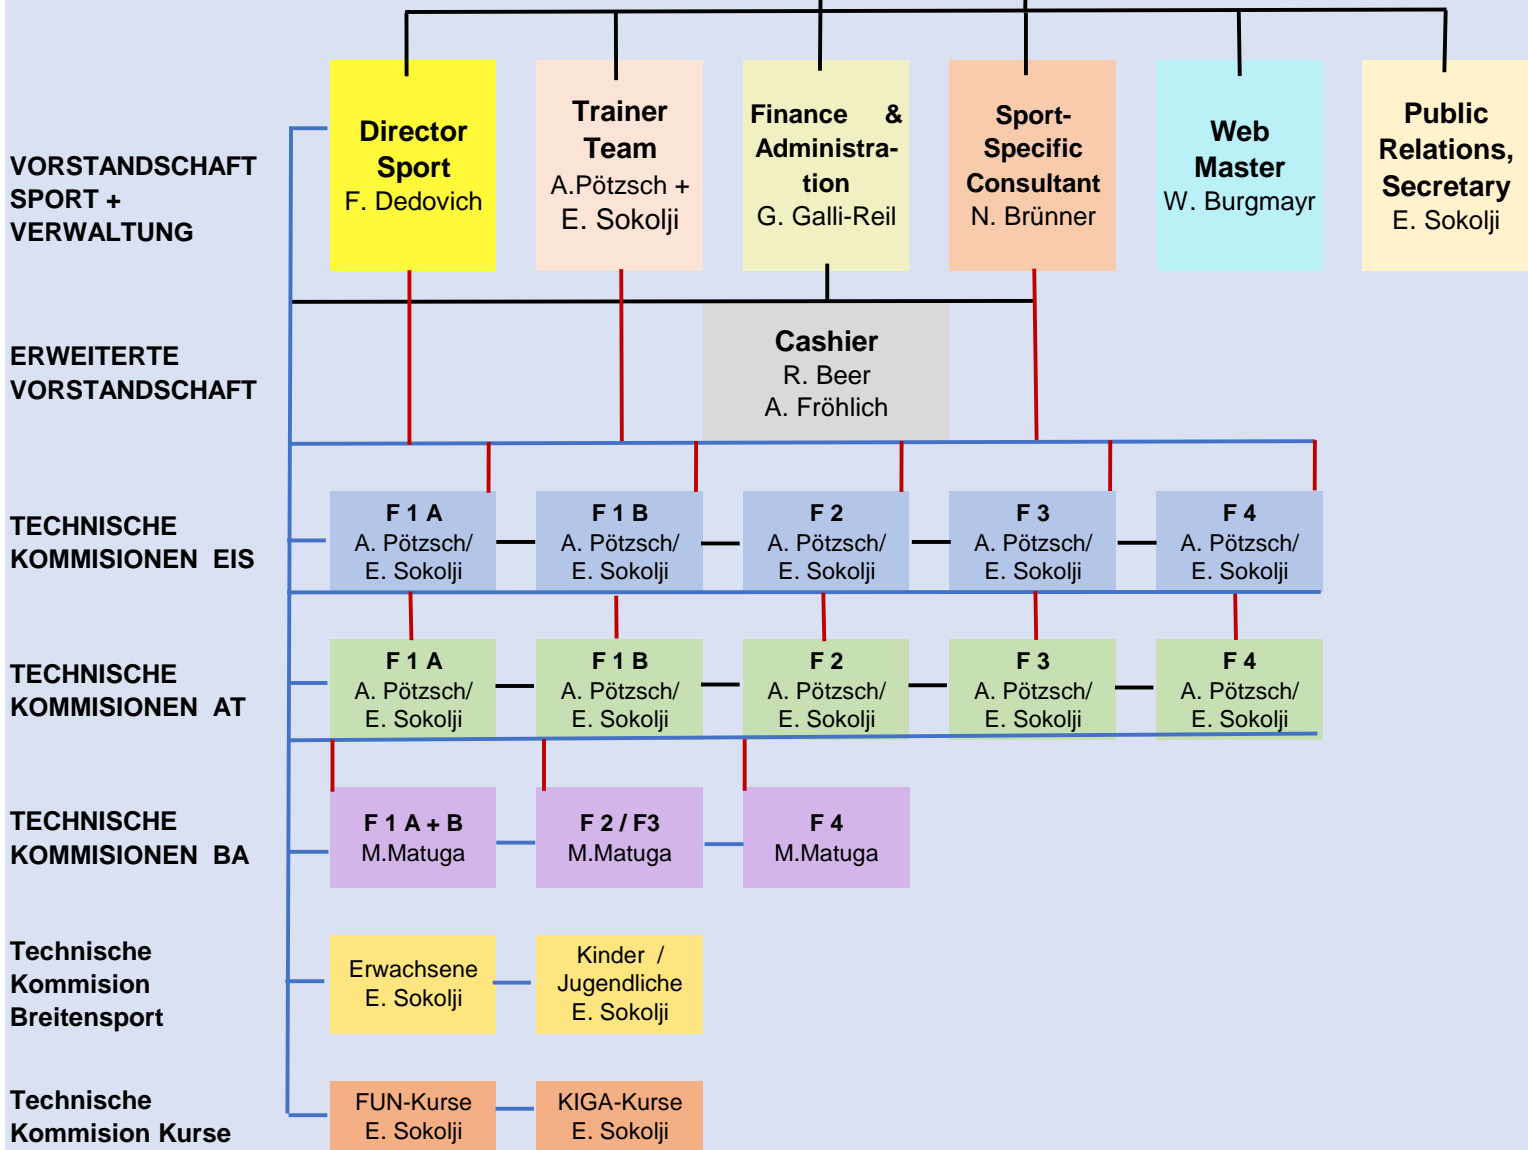 VORSTANDSCHAFT
SPORT +
VERWALTUNG
Director
Sport
F. Dedovich
Trainer
Team
A.Pötzsch +
E. Sokolji
Finance &
Administra-
tion
G. Galli-Reil
Sport-
Specific
Consultant
N. Brünner
Web
Master
W. Burgmayr
Public
Relations,
Secretary
E. Sokolji
ERWEITERTE
VORSTANDSCHAFT
Cashier
R. Beer
A. Fröhlich
TECHNISCHE
KOMMISIONEN EIS
F 1 A
A. Pötzsch/
E. Sokolji
F 1 B
A. Pötzsch/
E. Sokolji
F 2
A. Pötzsch/
E. Sokolji
F 3
A. Pötzsch/
E. Sokolji
F 4
A. Pötzsch/
E. Sokolji
TECHNISCHE
KOMMISIONEN AT
F 1 A
A. Pötzsch/
E. Sokolji
F 1 B
A. Pötzsch/
E. Sokolji
F 2
A. Pötzsch/
E. Sokolji
F 3
A. Pötzsch/
E. Sokolji
F 4
A. Pötzsch/
E. Sokolji
TECHNISCHE
KOMMISIONEN BA
F 1 A + B
M.Matuga
F 2 / F3
M.Matuga
F 4
M.Matuga
Technische
Kommision
Breitensport
Erwachsene
E. Sokolji
Kinder /
Jugendliche
E. Sokolji
Technische
Kommision Kurse
FUN-Kurse
E. Sokolji
KIGA-Kurse
E. Sokolji